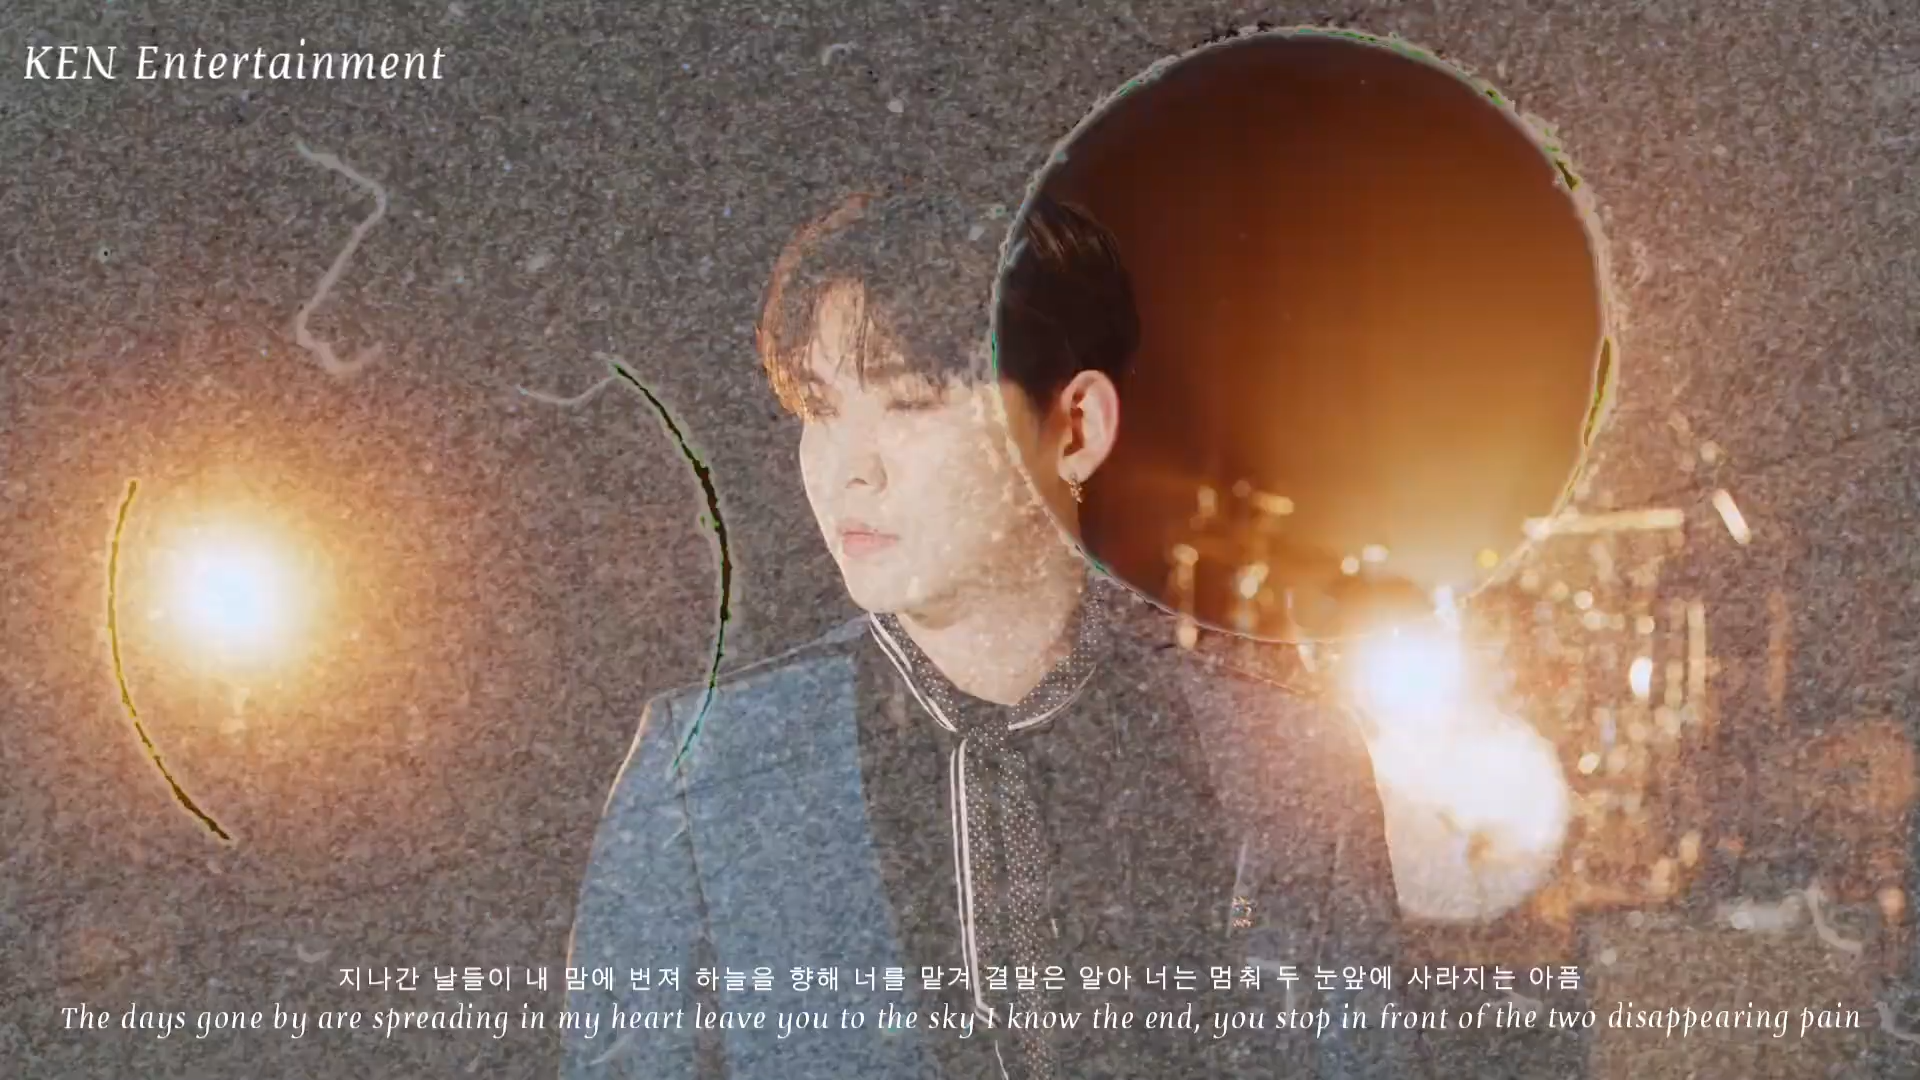 KEN Entertainment
지나간 날들이 내 맘에 번져 하늘을 향해 너를 맡겨 결말은 알아 너는 멈춰 두 눈앞에 사라지는 아픔
The days gone by are spreading in my heart leave you to the sky I know the end, you stop in front of the two disappearing pain